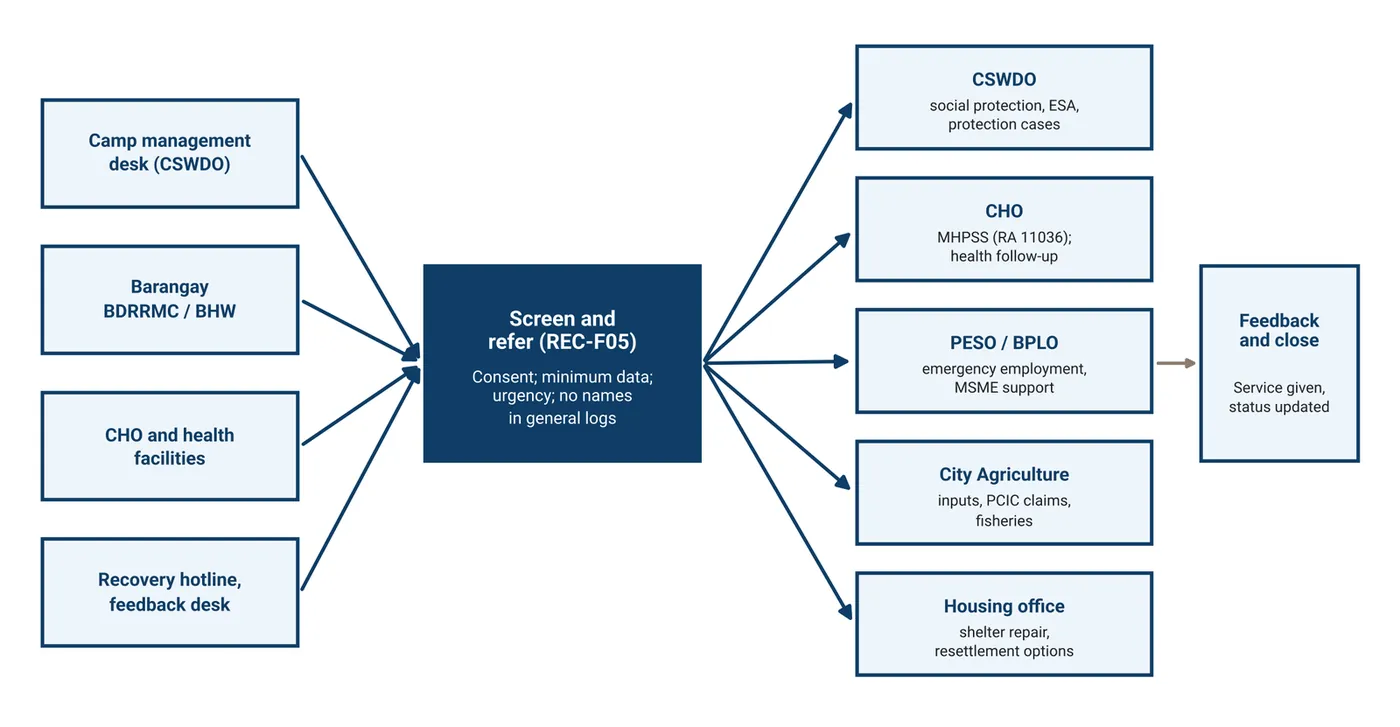 Camp management
desk (CSWDO)
Barangay
BDRRMC / BHW
CHO and health
facilities
Recovery hotline,
feedback desk
Screen and
refer (REC-F05)
Consent; minimum data;
urgency; no names
in general logs
CSWDO
social protection, ESA,
protection cases
CHO
MHPSS (RA 11036);
health follow-up
PESO / BPLO
emergency employment,
MSME support
City Agriculture
inputs, PCIC claims,
fisheries
Housing office
shelter repair,
resettlement options
Feedback
and close
Service given,
status updated